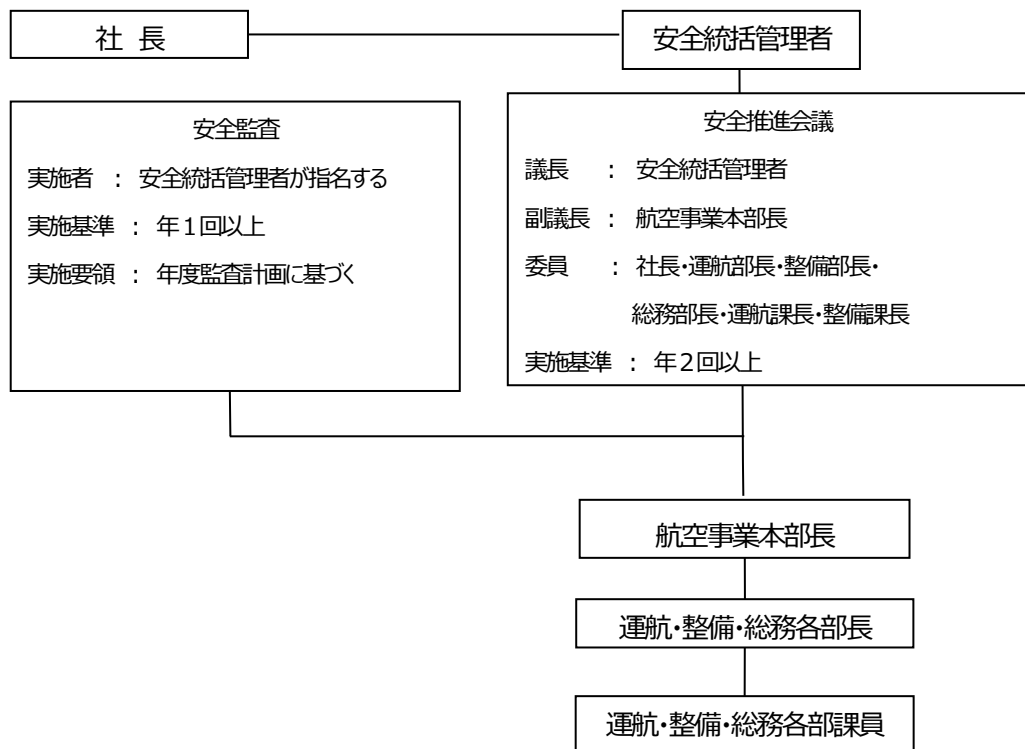 社 長
安全統括管理者
安全監査
実施者 : 安全統括管理者が指名する
実施基準 : 年1回以上
実施要領 : 年度監査計画に基づく
安全推進会議
議長 : 安全統括管理者
副議長 : 航空事業本部長
委員 : 社長・運航部長・整備部長・
総務部長・運航課長・整備課長
実施基準 : 年2回以上
航空事業本部長
運航・整備・総務各部長
運航・整備・総務各部課員